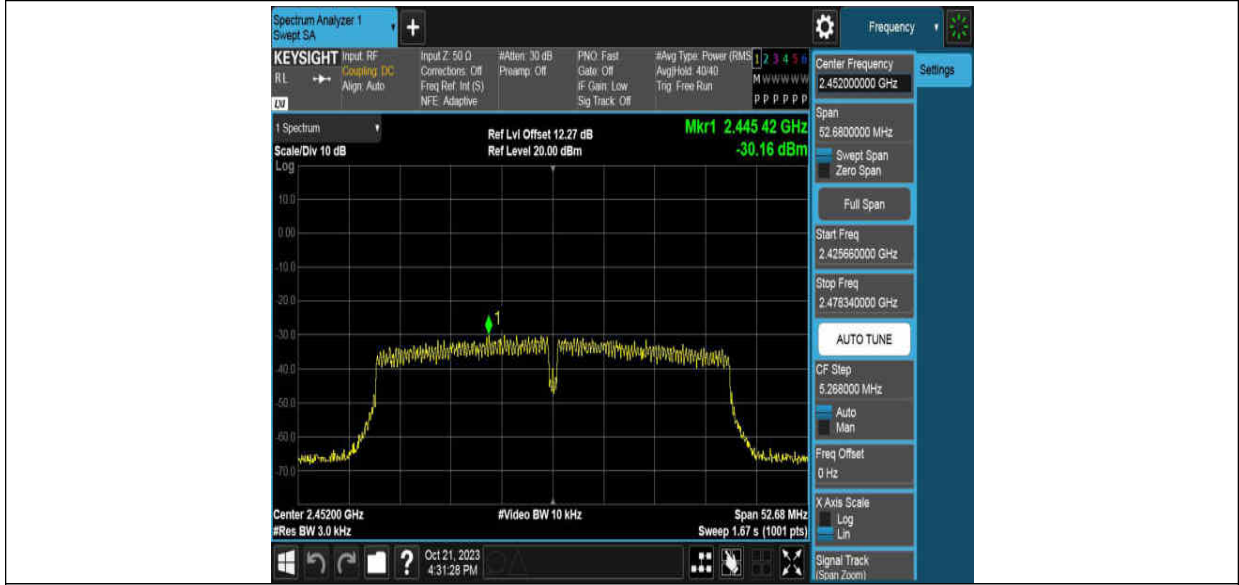 Spectrum Analyzer 1
Swept SA
+
Frequency
KEYSIGHT
RL
LV
Input: RF
Coupling: DC
Align: Auto
Input Z: 50 Ω
Corrections: Off
Freq Ref: Int (S)
NFE: Adaptive
#Atten: 30 dB
Preamp: Off
PNO: Fast
Gate: Off
IF Gain: Low
Sig Track: Off
#Avg Type: Power (RMS
Avg|Hold: 40/40
Trig: Free Run
1 2 3 4 5 6
M W W W W W
P P P P P P
Center Frequency
2.452000000 GHz
Settings
Span
52.6800000 MHz
Swept Span
Zero Span
Full Span
Start Freq
2.425660000 GHz
Stop Freq
2.478340000 GHz
AUTO TUNE
CF Step
5.268000 MHz
Auto
Man
Freq Offset
0 Hz
X Axis Scale
Log
Lin
Signal Track
(Span Zoom)
1 Spectrum
Scale/Div 10 dB
Log
Ref Lvl Offset 12.27 dB
Ref Level 20.00 dBm
Mkr1 2.445 42 GHz
-30.16 dBm
10.0
0.00
-10.0
-20.0
-30.0
-40.0
-50.0
-60.0
-70.0
1
Center 2.45200 GHz
#Res BW 3.0 kHz
#Video BW 10 kHz
Span 52.68 MHz
Sweep 1.67 s (1001 pts)
?
Oct 21, 2023
4:31:28 PM